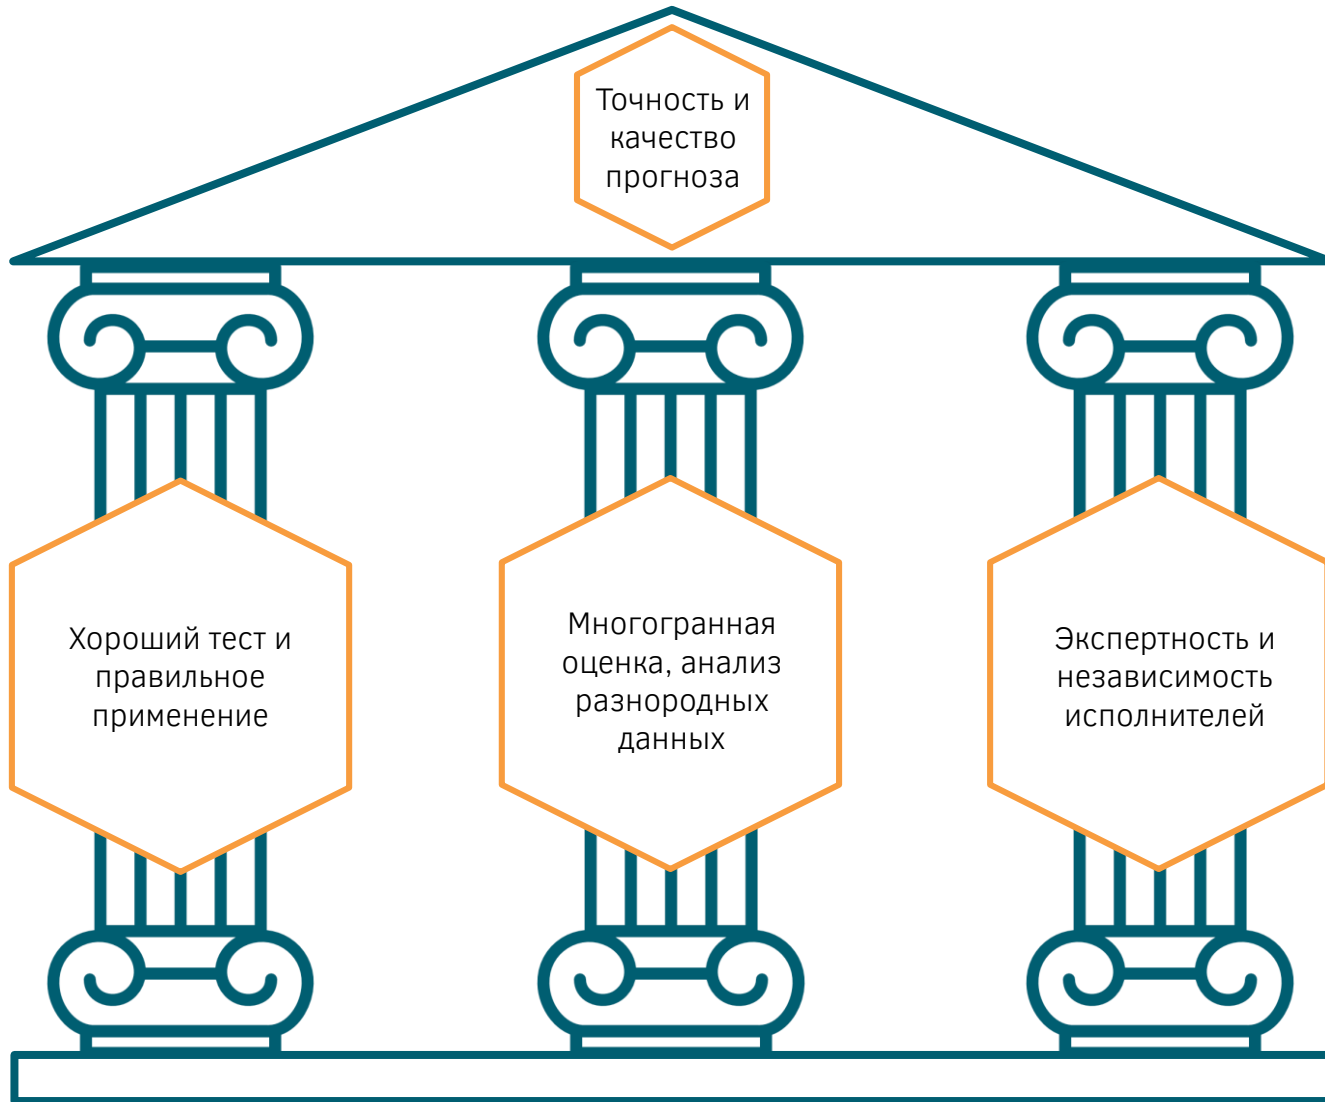 Точность и
качество
прогноза
Хороший тест и
правильное
применение
Многогранная
оценка, анализ
разнородных
данных
Экспертность и
независимость
исполнителей